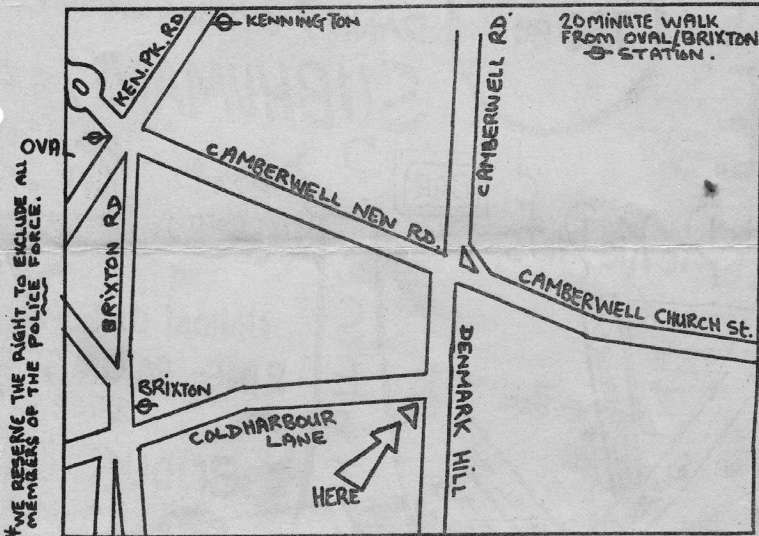 KENNINGTON
20 MINUTE WALK
FROM OVAL/BRIXTON
STATION.
KEN. PK. RD
CAMBERWELL RD
OVAL
CAMBERWELL NEW RD.
BRIXTON RD
CAMBERWELL CHURCH St.
DENMARK HILL
BRIXTON
COLDHARBOUR
LANE
HERE
*WE RESERVE THE RIGHT TO EXCLUDE ALL
MEMBERS OF THE POLICE FORCE.